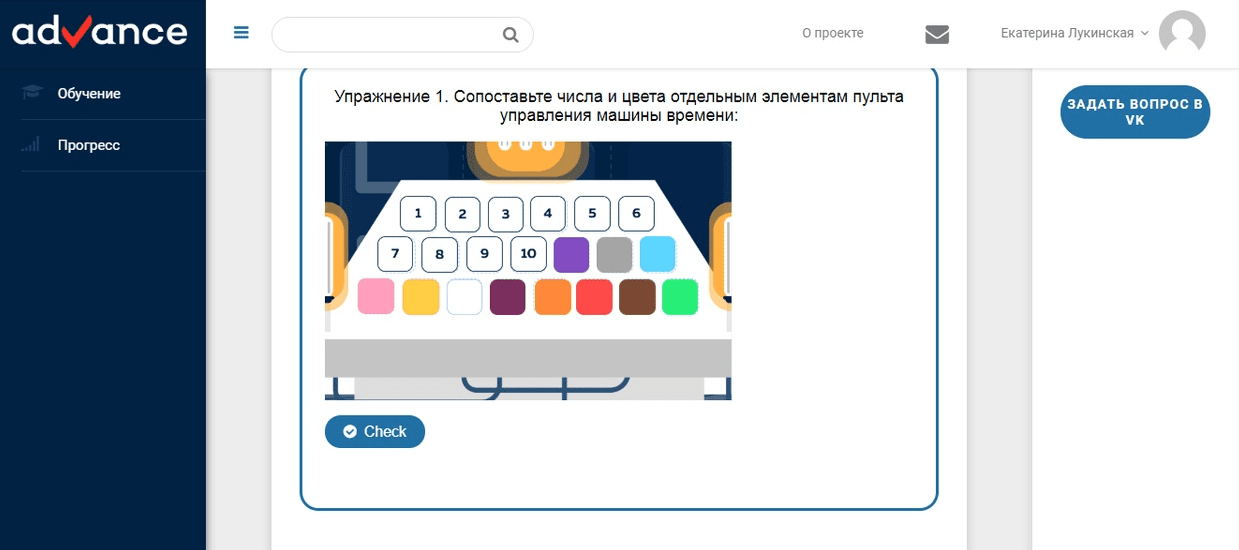 advance
О проекте
Екатерина Лукинская
Обучение
Прогресс
Упражнение 1. Сопоставьте числа и цвета отдельным элементам пульта
управления машины времени:
1 2 3 4 5 6
7 8 9 10
Check
ЗАДАТЬ ВОПРОС В
VK